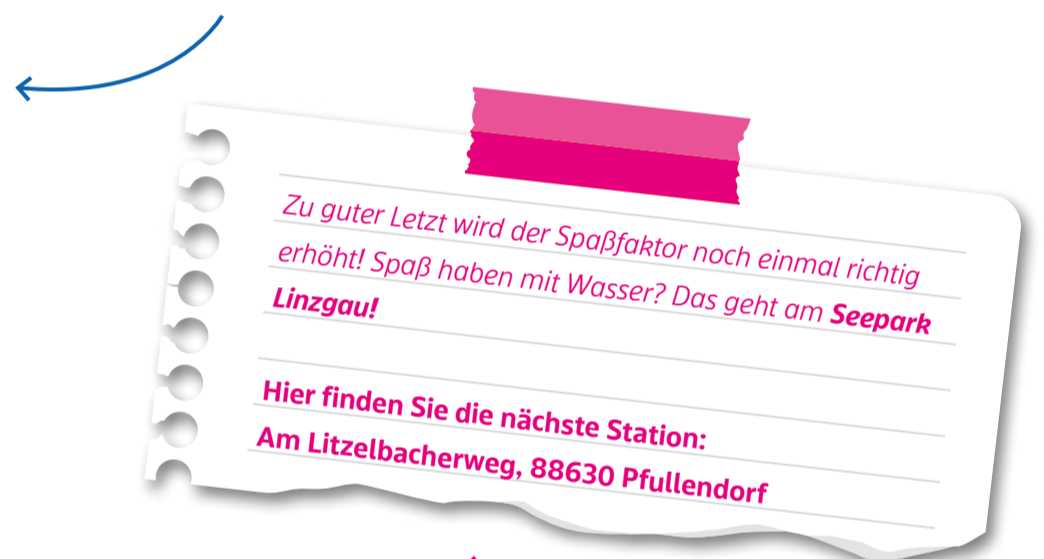 Zu guter Letzt wird der Spaßfaktor noch einmal richtig
erhöht! Spaß haben mit Wasser? Das geht am Seepark
Linzgau!
Hier finden Sie die nächste Station:
Am Litzelbacherweg, 88630 Pfullendorf